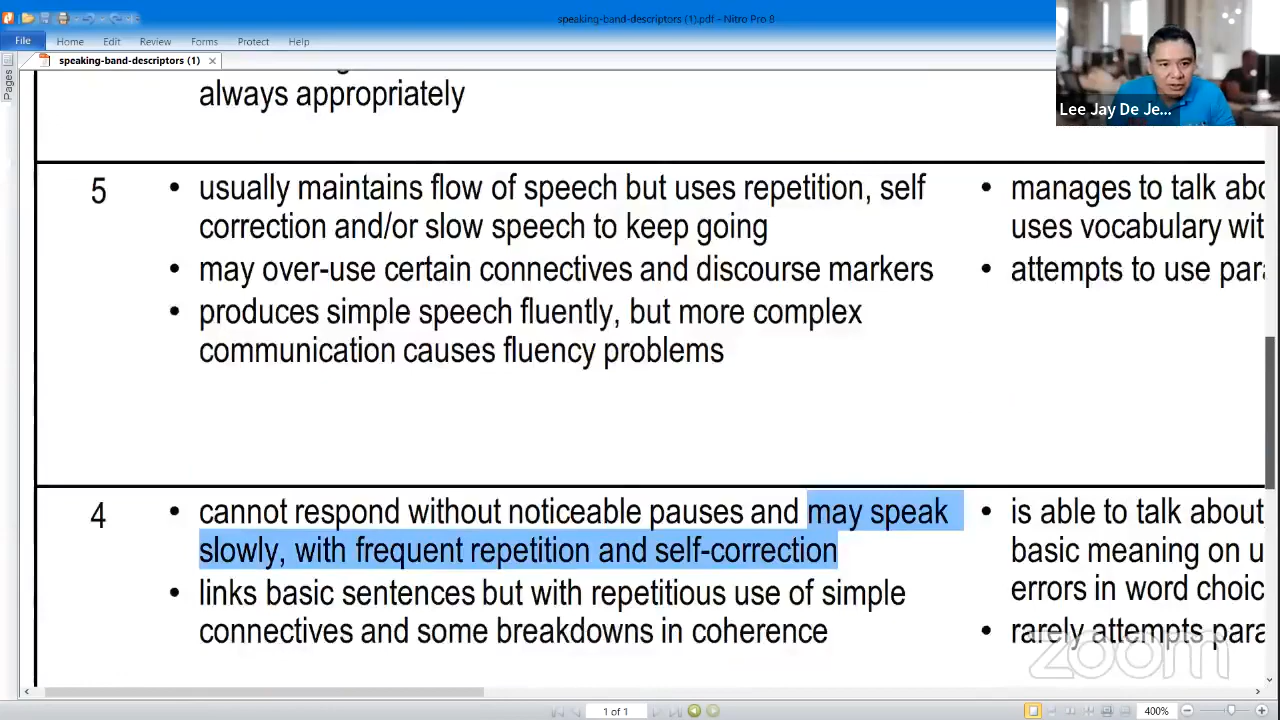 speaking-band-descriptors (1).pdf - Nitro Pro 8
File Home Edit Review Forms Protect Help
speaking-band-descriptors (1)
Pages
Lee Jay De Je...
always appropriately
5
• usually maintains flow of speech but uses repetition, self
correction and/or slow speech to keep going
• may over-use certain connectives and discourse markers
• produces simple speech fluently, but more complex
communication causes fluency problems
• manages to talk abo
uses vocabulary wit
• attempts to use para
4
• cannot respond without noticeable pauses and may speak
slowly, with frequent repetition and self-correction
• links basic sentences but with repetitious use of simple
connectives and some breakdowns in coherence
• is able to talk about
basic meaning on u
errors in word choic
• rarely attempts para
zoom
1 of 1
400%